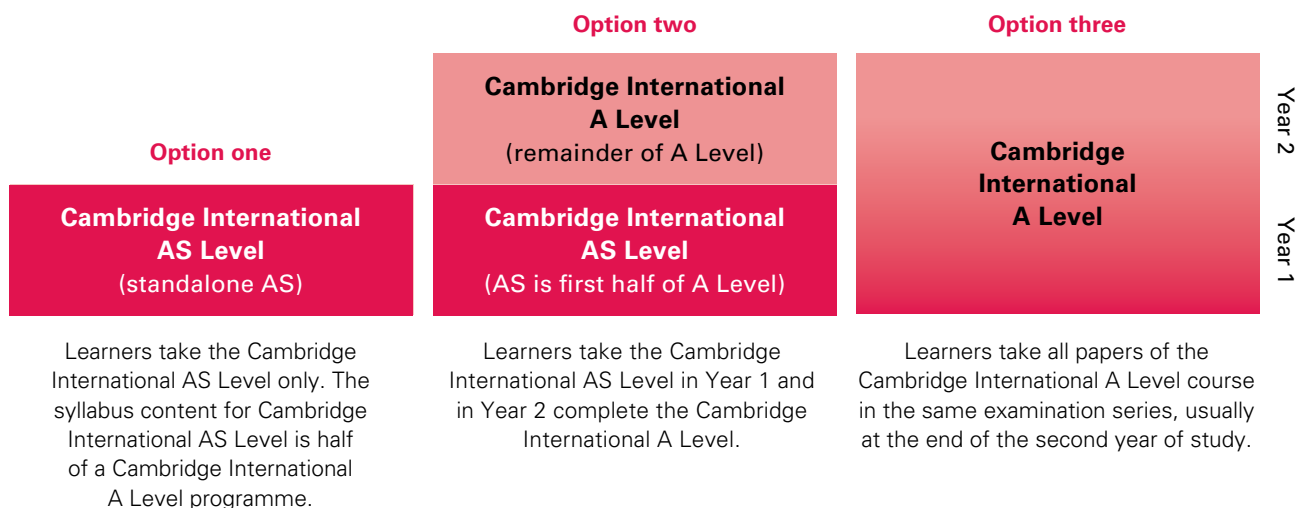 Option one
Cambridge International
AS Level
(standalone AS)
Learners take the Cambridge
International AS Level only. The
syllabus content for Cambridge
International AS Level is half
of a Cambridge International
A Level programme.
Option two
Cambridge International
A Level
(remainder of A Level)
Cambridge International
AS Level
(AS is first half of A Level)
Learners take the Cambridge
International AS Level in Year 1 and
in Year 2 complete the Cambridge
International A Level.
Option three
Cambridge
International
A Level
Learners take all papers of the
Cambridge International A Level course
in the same examination series, usually
at the end of the second year of study.
Year 2
Year 1